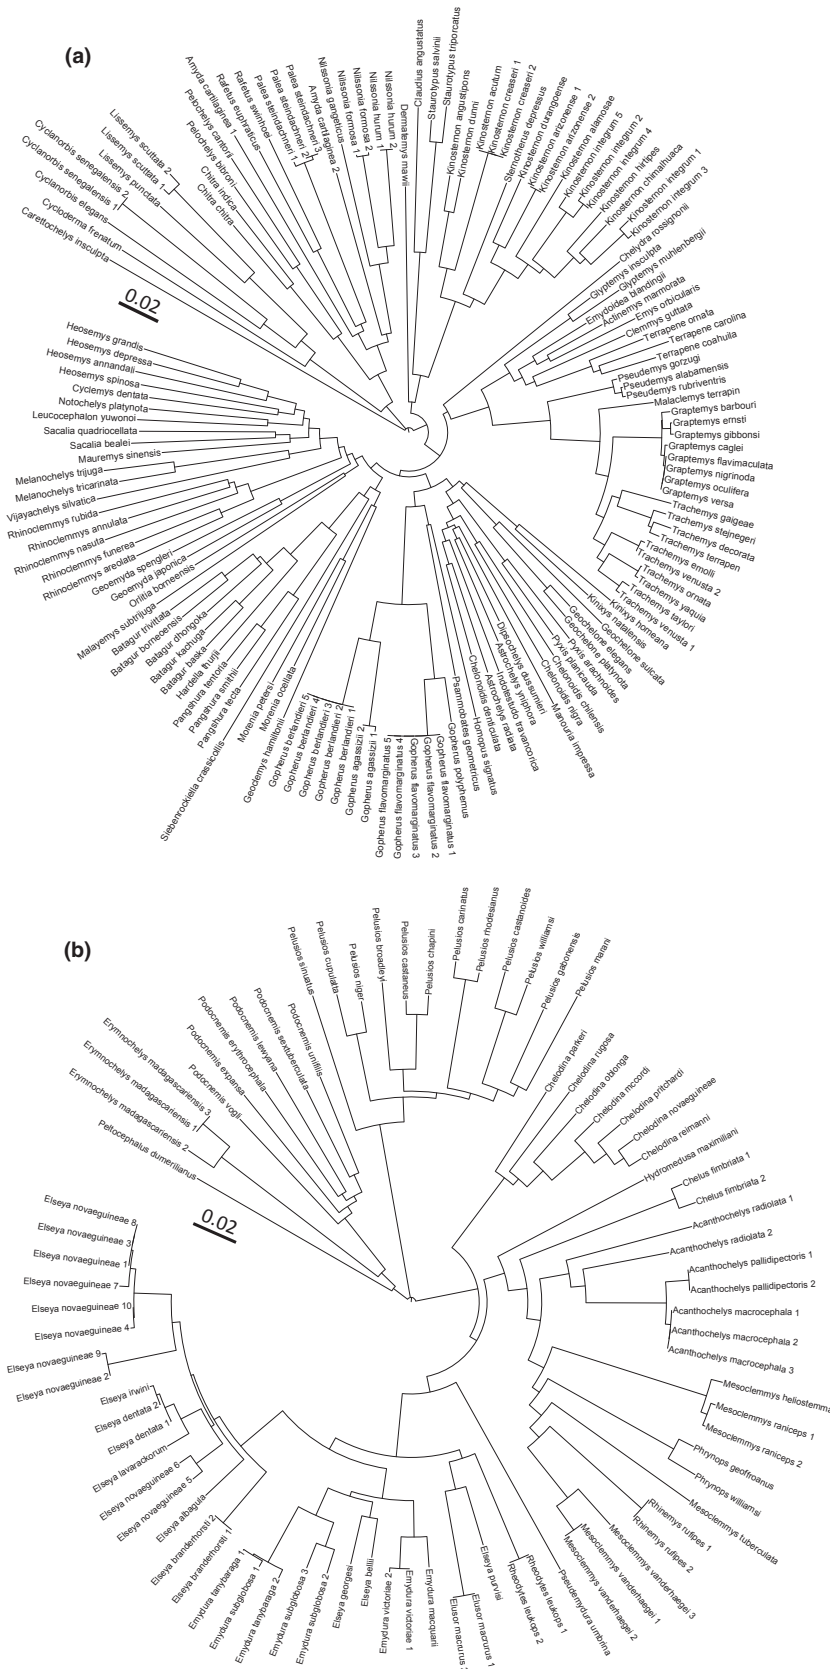 (a)
Carettochelys insculpta
Cycloderma frenatum
Cyclanorbis elegans
Cyclanorbis senegalensis 1
Cyclanorbis senegalensis 2
Lissemys punctata
Lissemys scuttata 1
Lissemys scuttata 2
Chitra chitra
Chitra indica
Pelochelys bibroni
Pelochelys cantorii
Amyda cartilaginea 1
Rafetus euphraticus
Rafetus swinhoei
Palea steindachneri 1
Palea steindachneri 2
Palea steindachneri 3
Amyda cartilaginea 2
Nilssonia gangeticus
Nilssonia formosa 1
Nilssonia formosa 2
Nilssonia hurum 1
Nilssonia hurum 2
Dermatemys mawii
Claudius angustatus
Staurotypus salvinii
Staurotypus triporcatus
Kinosternon angustipons
Kinosternon dunni
Kinosternon acutum
Kinosternon creaseri 1
Kinosternon creaseri 2
Sternotherus depressus
Kinosternon durangoense
Kinosternon arizonense 1
Kinosternon arizonense 2
Kinosternon alamosae
Kinosternon integrum 5
Kinosternon integrum 2
Kinosternon integrum 4
Kinosternon hirtipes
Kinosternon chimalhuaca
Kinosternon integrum 1
Kinosternon integrum 3
Chelydra rossignonii
Glyptemys insculpta
Glyptemys muhlenbergii
Emydoidea blandingii
Actinemys marmorata
Emys orbicularis
Clemmys guttata
Terrapene ornata
Terrapene carolina
Terrapene coahuila
Pseudemys gorzugi
Pseudemys alabamensis
Pseudemys rubriventris
Malaclemys terrapin
Graptemys barbouri
Graptemys ernsti
Graptemys gibbonsi
Graptemys caglei
Graptemys flavimaculata
Graptemys nigrinoda
Graptemys oculifera
Graptemys versa
Trachemys gaigeae
Trachemys stejnegeri
Trachemys decorata
Trachemys terrapen
Trachemys emolli
Trachemys venusta 2
Trachemys ornata
Trachemys yaquia
Trachemys taylori
Trachemys venusta 1
Kinixys homeana
Kinixys natalensis
Geochelone sulcata
Geochelone elegans
Geochelone platynota
Pyxis arachnoides
Pyxis planicauda
Chelonoidis chilensis
Chelonoidis nigra
Manouria impressa
Dipsochelys dussumieri
Astrochelys yniphora
Indotestudo travancorica
Astrochelys radiata
Homopus signatus
Chelonoidis denticulata
Psammobates geometricus
Gopherus polyphemus
Gopherus flavomarginatus 1
Gopherus flavomarginatus 2
Gopherus flavomarginatus 3
Gopherus flavomarginatus 4
Gopherus flavomarginatus 5
Gopherus agassizii 1
Gopherus agassizii 2
Gopherus berlandieri 1
Gopherus berlandieri 2
Gopherus berlandieri 3
Gopherus berlandieri 4
Gopherus berlandieri 5
Geoclemys hamiltonii
Morenia ocellata
Morenia petersi
Siebenrockiella crassicollis
Pangshura tecta
Pangshura smithii
Pangshura tentoria
Hardella thurjii
Batagur baska
Batagur kachuga
Batagur dhongoka
Batagur borneoensis
Batagur trivittata
Malayemys subtrijuga
Orlitia borneensis
Geoemyda japonica
Geoemyda spengleri
Rhinoclemmys areolata
Rhinoclemmys funerea
Rhinoclemmys nasuta
Rhinoclemmys annulata
Rhinoclemmys rubida
Vijayachelys silvatica
Melanochelys tricarinata
Melanochelys trijuga
Mauremys sinensis
Sacalia bealei
Sacalia quadriocellata
Leucocephalon yuwonoi
Notochelys platynota
Cyclemys dentata
Heosemys spinosa
Heosemys annandalii
Heosemys depressa
Heosemys grandis
0.02
(b)
Peltocephalus dumerilianus
Erymnochelys madagascariensis 2
Erymnochelys madagascariensis 1
Erymnochelys madagascariensis 3
Podocnemis vogli
Podocnemis expansa
Podocnemis erythrocephala
Podocnemis lewyana
Podocnemis sextuberculata
Podocnemis unifilis
Pelusios sinuatus
Pelusios cupulatta
Pelusios niger
Pelusios broadleyi
Pelusios castaneus
Pelusios chapini
Pelusios carinatus
Pelusios rhodesianus
Pelusios castanoides
Pelusios williamsi
Pelusios gabonensis
Pelusios marani
Chelodina parkeri
Chelodina rugosa
Chelodina oblonga
Chelodina mccordi
Chelodina pritchardi
Chelodina novaeguineae
Chelodina reimanni
Hydromedusa maximiliani
Chelus fimbriata 1
Chelus fimbriata 2
Acanthochelys radiolata 1
Acanthochelys radiolata 2
Acanthochelys pallidipectoris 1
Acanthochelys pallidipectoris 2
Acanthochelys macrocephala 1
Acanthochelys macrocephala 2
Acanthochelys macrocephala 3
Mesoclemmys heliostemma
Mesoclemmys raniceps 1
Mesoclemmys raniceps 2
Phrynops geoffroanus
Phrynops williamsi
Mesoclemmys tuberculata
Rhinemys rufipes 1
Rhinemys rufipes 2
Mesoclemmys vanderhaegei 3
Mesoclemmys vanderhaegei 1
Mesoclemmys vanderhaegei 2
Pseudemydura umbrina
Rheodytes leukops 1
Rheodytes leukops 2
Elseya purvisi
Elusor macrurus 1
Elusor macrurus
Emydura macquarii
Emydura victoriae 1
Emydura victoriae 2
Elseya bellii
Elseya georgesi
Emydura subglobosa 2
Emydura subglobosa 3
Emydura tanybaraga 2
Emydura subglobosa 1
Emydura tanybaraga 1
Elseya branderhorsti 1
Elseya branderhorsti 2
Elseya albagula
Elseya novaeguineae 5
Elseya novaeguineae 6
Elseya lavarackorum
Elseya dentata 1
Elseya dentata 2
Elseya irwini
Elseya novaeguineae 2
Elseya novaeguineae 9
Elseya novaeguineae 4
Elseya novaeguineae 10
Elseya novaeguineae 7
Elseya novaeguineae 1
Elseya novaeguineae 3
Elseya novaeguineae 8
0.02